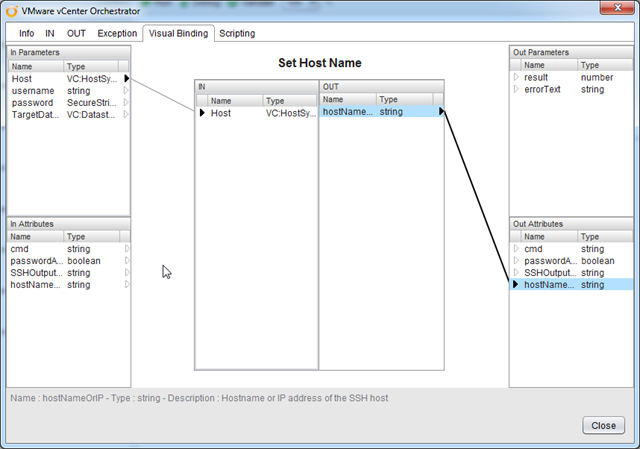 VMware vCenter Orchestrator
Info IN OUT Exception Visual Binding Scripting
In Parameters
Name Type
Host VC:HostSy...
username string
password SecureStri...
TargetDat... VC:Datast...
In Attributes
Name Type
cmd string
passwordA... boolean
SSHOutput... string
hostName... string
Set Host Name
IN
Name Type
Host VC:HostSy...
OUT
Name Type
hostName... string
Out Parameters
Name Type
result number
errorText string
Out Attributes
Name Type
cmd string
passwordA... boolean
SSHOutput... string
hostName... string
Name : hostNameOrIP - Type : string - Description : Hostname or IP address of the SSH host
Close